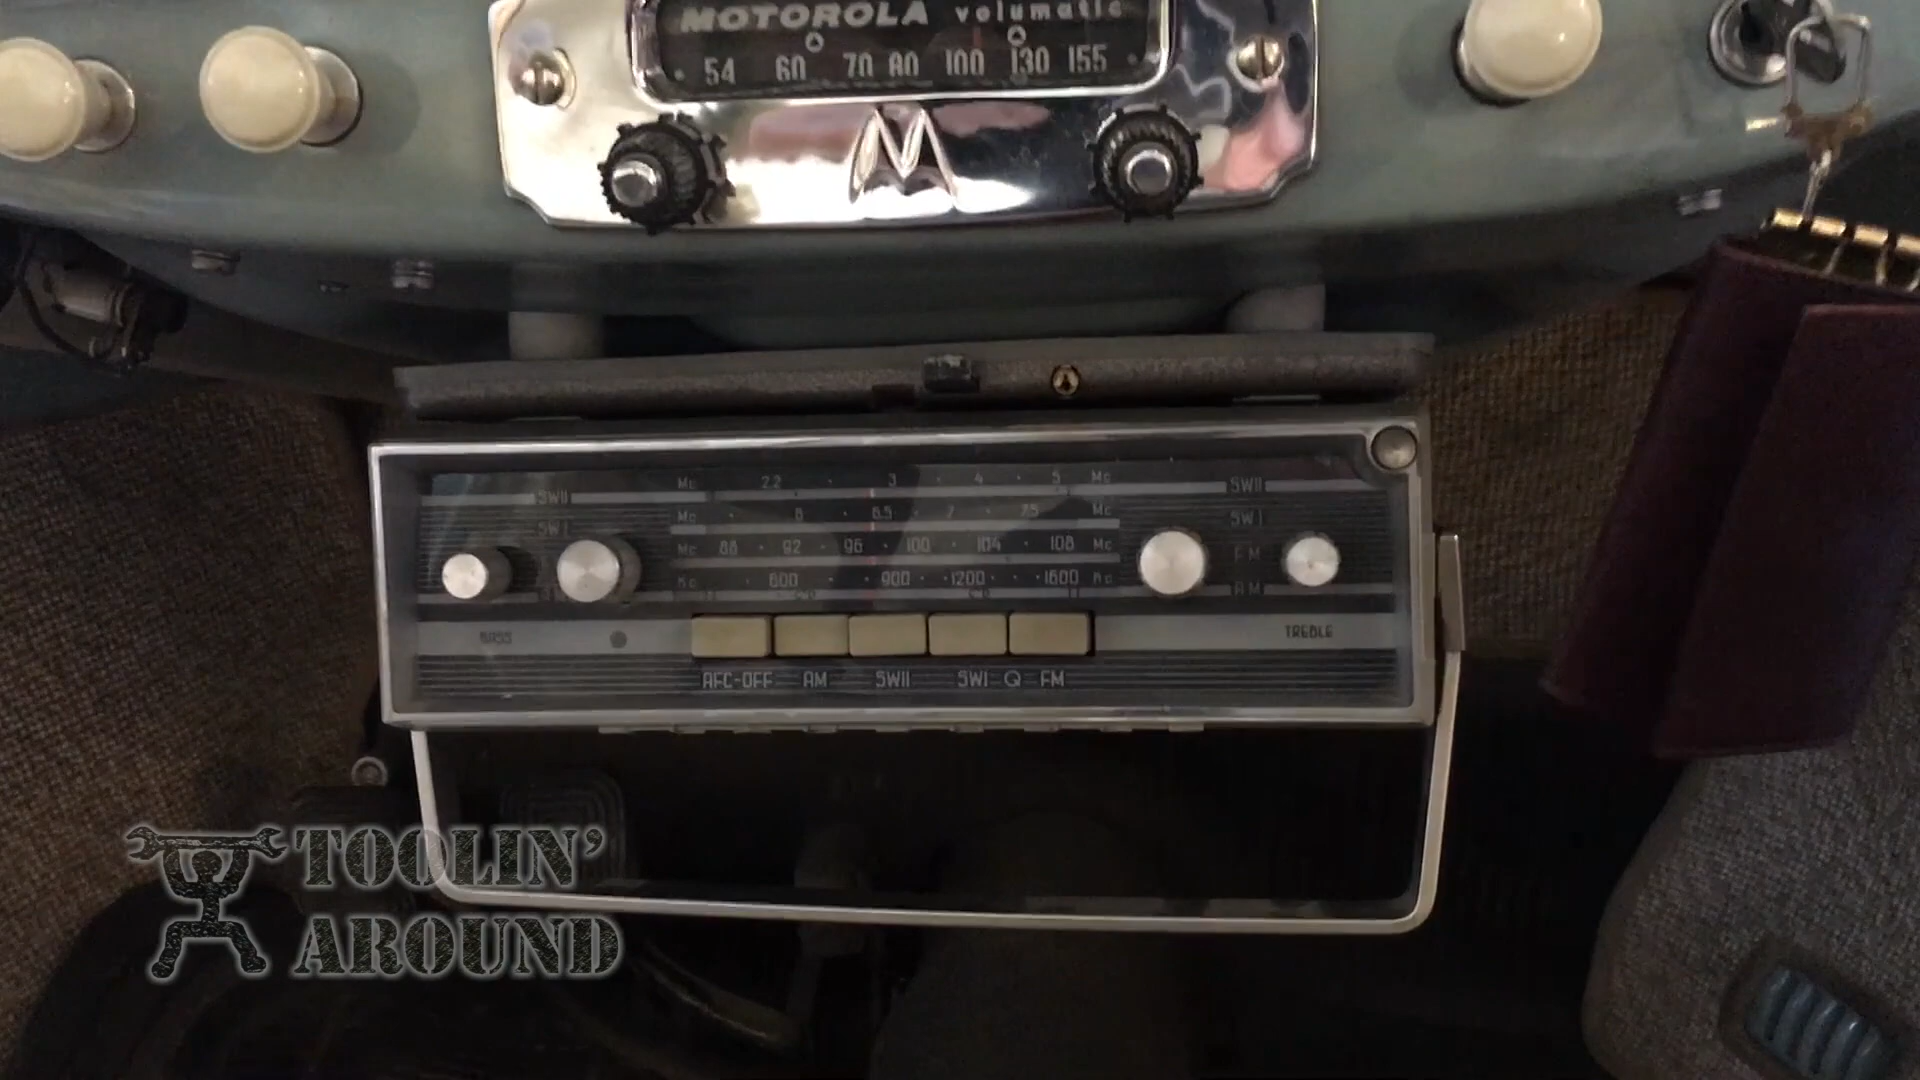 MOTOROLA volumatic
54 60 70 80 100 130 155
M
SWII Mc 22 3 4 5 Mc SWII
SWI Mc 6 6.5 7 7.5 Mc SWI
Mc 88 92 96 100 104 108 Mc FM
Kc 600 900 1200 1600 Kc AM
BASS TREBLE
AFC-OFF AM SWII SWI Q FM
TOOLIN'
AROUND